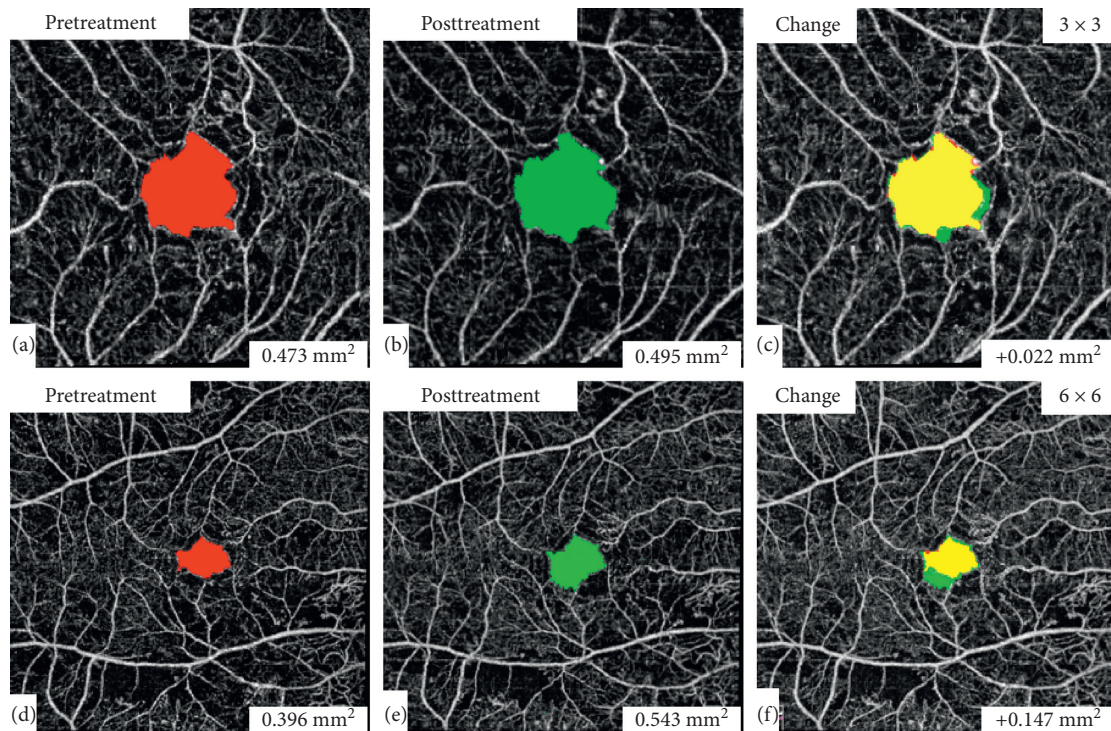 Pretreatment
(a)
0.473 mm²
Posttreatment
(b)
0.495 mm²
Change
3 × 3
(c)
+0.022 mm²
Pretreatment
(d)
0.396 mm²
Posttreatment
(e)
0.543 mm²
Change
6 × 6
(f)
+0.147 mm²